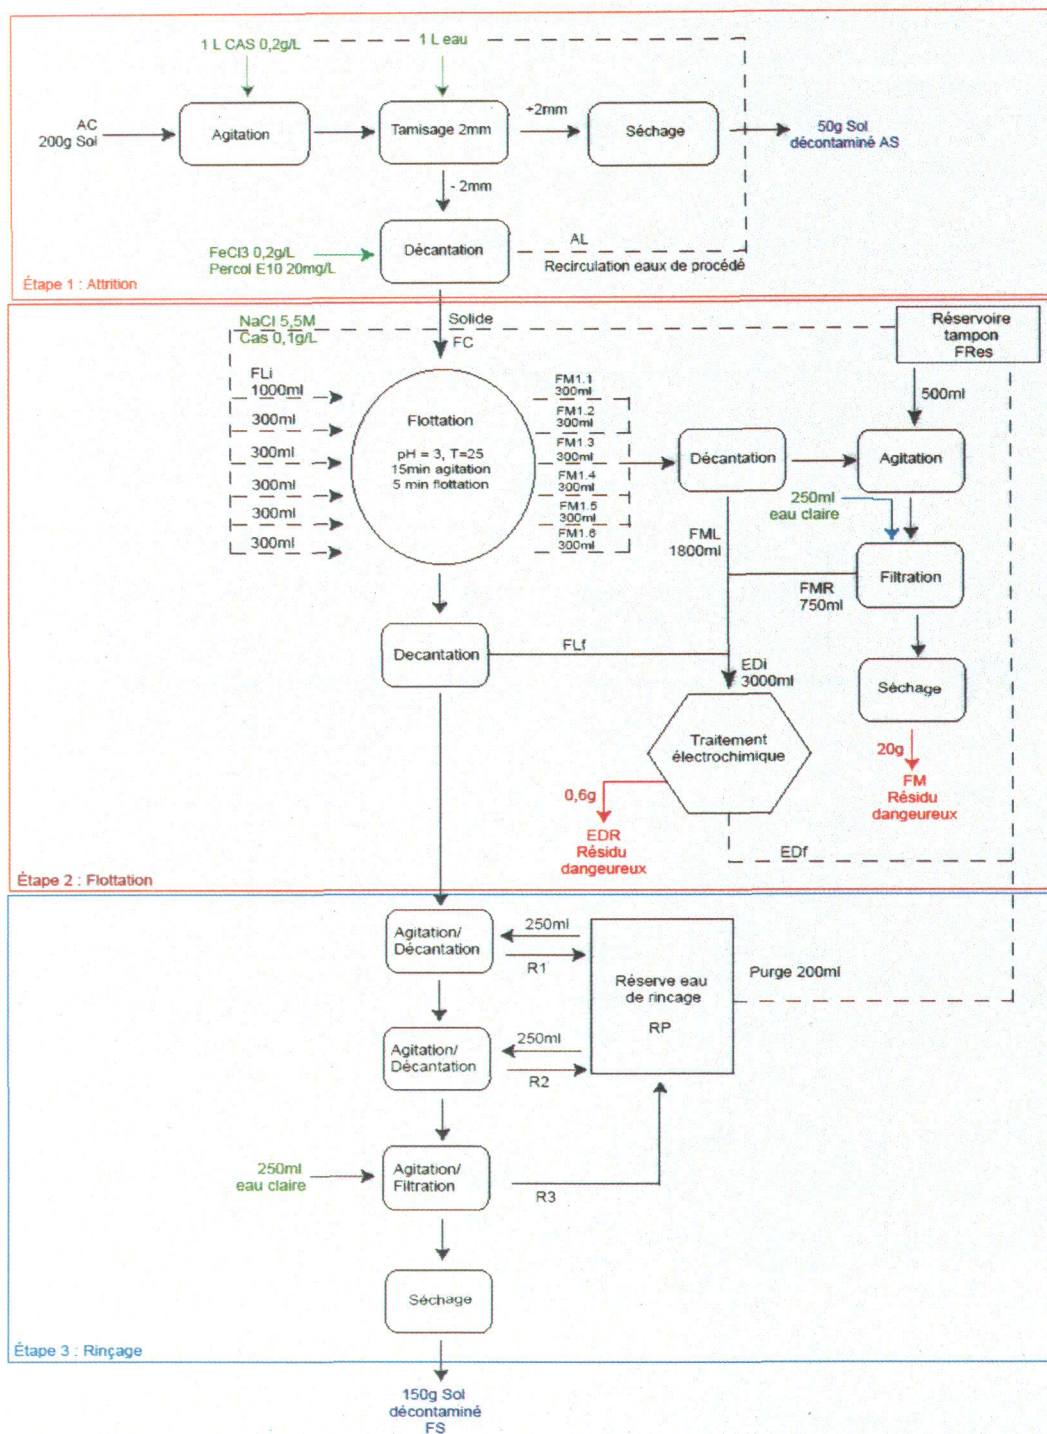 1 L CAS 0,2g/L
1 L eau
AC
200g Sol
Agitation
Tamisage 2mm
+2mm
Séchage
50g Sol
décontaminé AS
- 2mm
FeCl3 0,2g/L
Percol E10 20mg/L
Décantation
AL
Recirculation eaux de procédé
Étape 1 : Attrition
NaCl 5,5M
Cas 0,1g/L
Solide
FC
Réservoire
tampon
FRes
FLi
1000ml
300ml
300ml
300ml
300ml
300ml
Flottation
pH = 3, T=25
15min agitation
5 min flottation
FM1.1
300ml
FM1.2
300ml
FM1.3
300ml
FM1.4
300ml
FM1.5
300ml
FM1.6
300ml
500ml
Décantation
Agitation
250ml
eau claire
FML
1800ml
Filtration
FMR
750ml
Decantation
FLf
EDi
3000ml
Séchage
Traitement
électrochimique
20g
FM
Résidu
dangeureux
0,6g
EDR
Résidu
dangeureux
EDf
Étape 2 : Flottation
Agitation/
Décantation
250ml
R1
Réserve eau
de rincage
RP
Purge 200ml
Agitation/
Décantation
250ml
R2
250ml
eau claire
Agitation/
Filtration
R3
Séchage
Étape 3 : Rinçage
150g Sol
décontaminé
FS